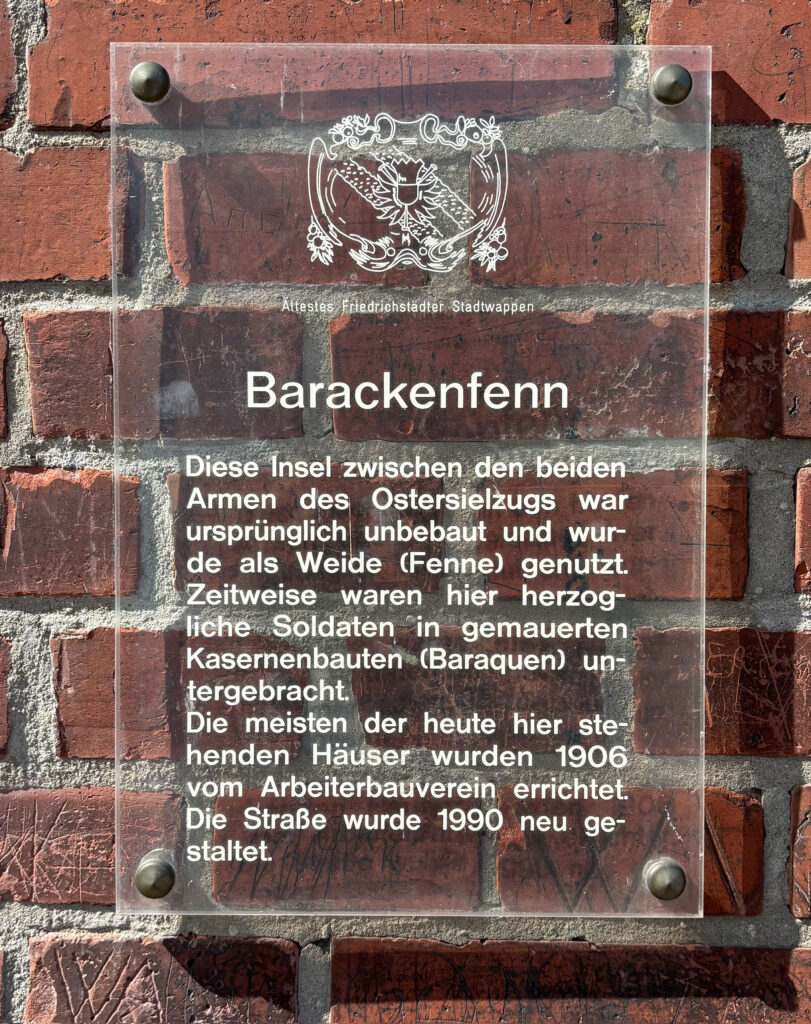 Ältestes Friedrichstädter Stadtwappen
Barackenfenn
Diese Insel zwischen den beiden
Armen des Ostersielzugs war
ursprünglich unbebaut und wur-
de als Weide (Fenne) genutzt.
Zeitweise waren hier herzog-
liche Soldaten in gemauerten
Kasernenbauten (Baraquen) un-
tergebracht.
Die meisten der heute hier ste-
henden Häuser wurden 1906
vom Arbeiterbauverein errichtet.
Die Straße wurde 1990 neu ge-
staltet.